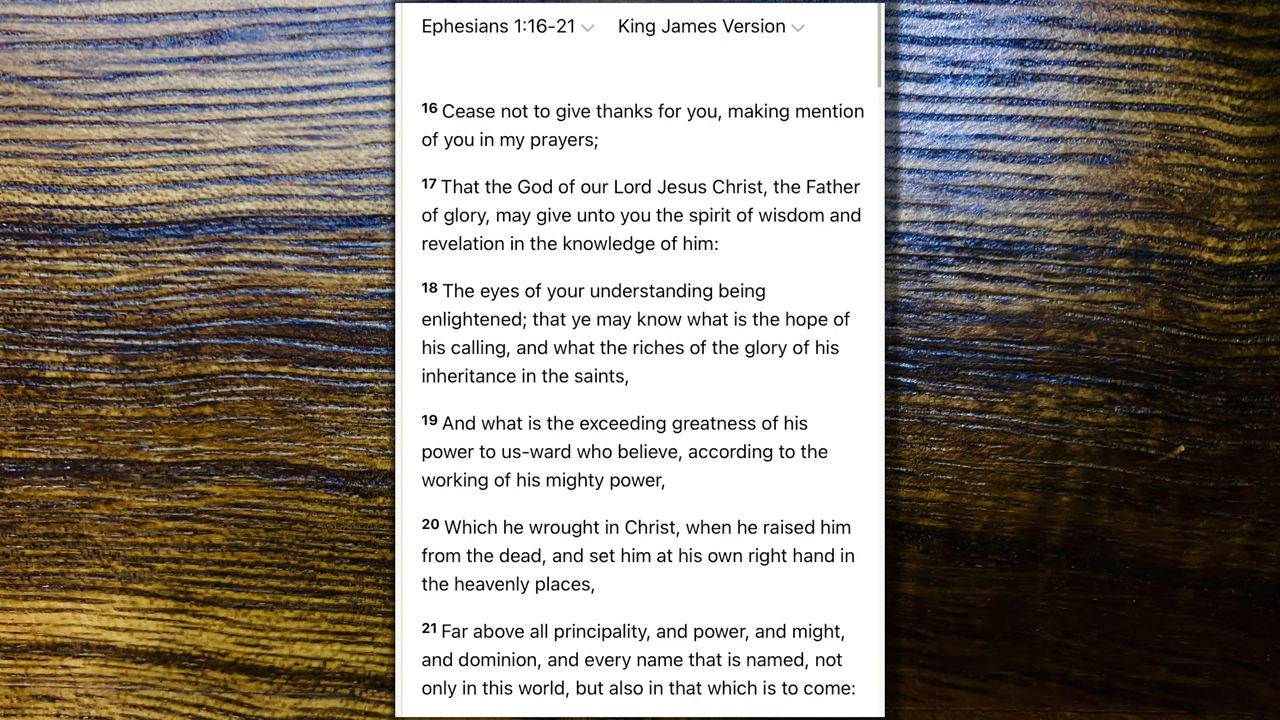 Ephesians 1:16-21 King James Version
16 Cease not to give thanks for you, making mention
of you in my prayers;
17 That the God of our Lord Jesus Christ, the Father
of glory, may give unto you the spirit of wisdom and
revelation in the knowledge of him:
18 The eyes of your understanding being
enlightened; that ye may know what is the hope of
his calling, and what the riches of the glory of his
inheritance in the saints,
19 And what is the exceeding greatness of his
power to us-ward who believe, according to the
working of his mighty power,
20 Which he wrought in Christ, when he raised him
from the dead, and set him at his own right hand in
the heavenly places,
21 Far above all principality, and power, and might,
and dominion, and every name that is named, not
only in this world, but also in that which is to come: